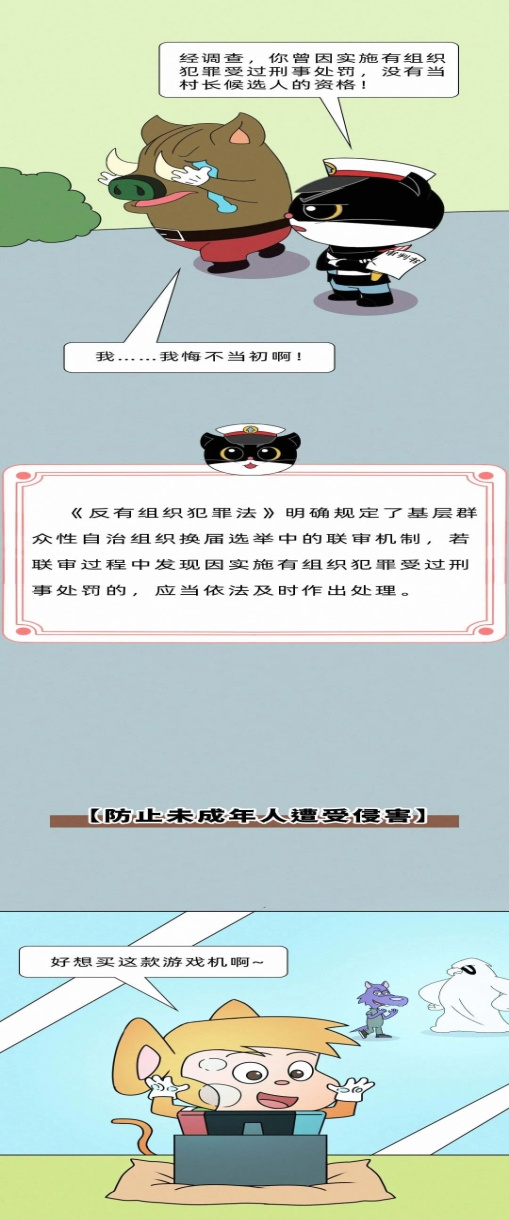 经调查，你曾因实施有组织
犯罪受过刑事处罚，没有当
村长候选人的资格！
审判书
我……我悔不当初啊！
《反有组织犯罪法》明确规定了基层群
众性自治组织换届选举中的联审机制，若
联审过程中发现因实施有组织犯罪受过刑
事处罚的，应当依法及时作出处理。
【防止未成年人遭受侵害】
好想买这款游戏机啊~